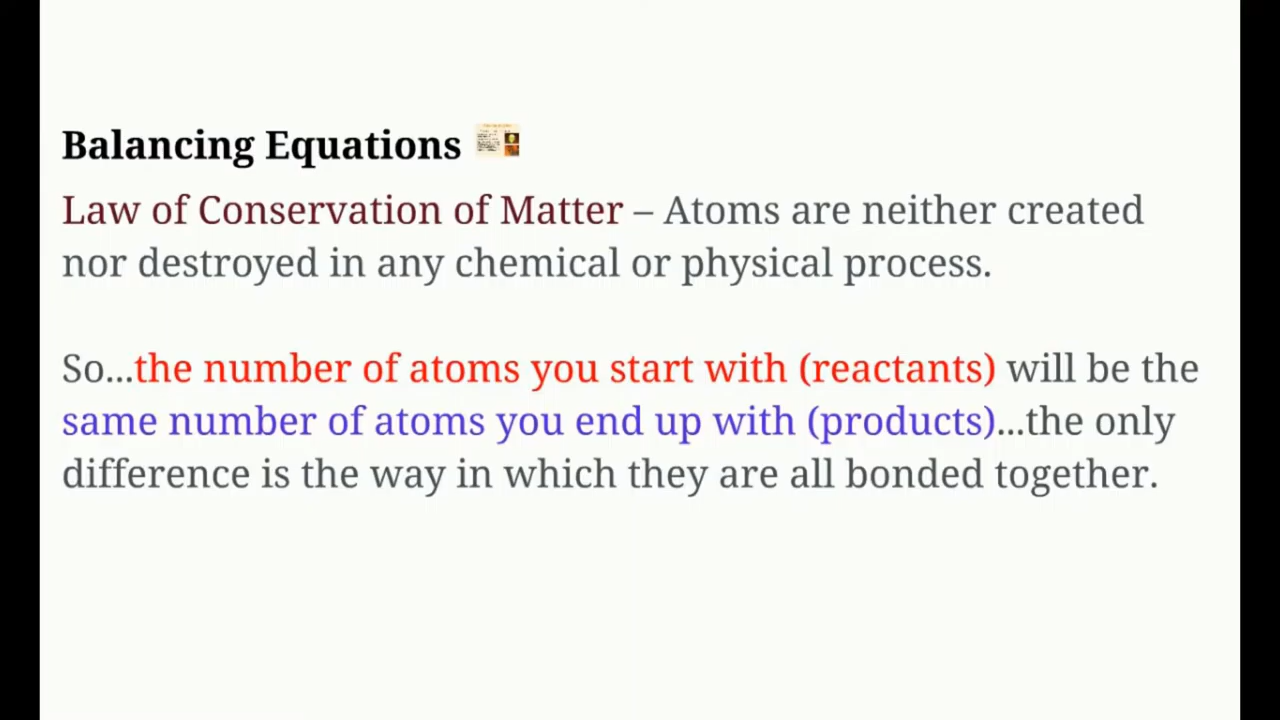 Balancing Equations
Law of Conservation of Matter – Atoms are neither created
nor destroyed in any chemical or physical process.
So...the number of atoms you start with (reactants) will be the
same number of atoms you end up with (products)...the only
difference is the way in which they are all bonded together.